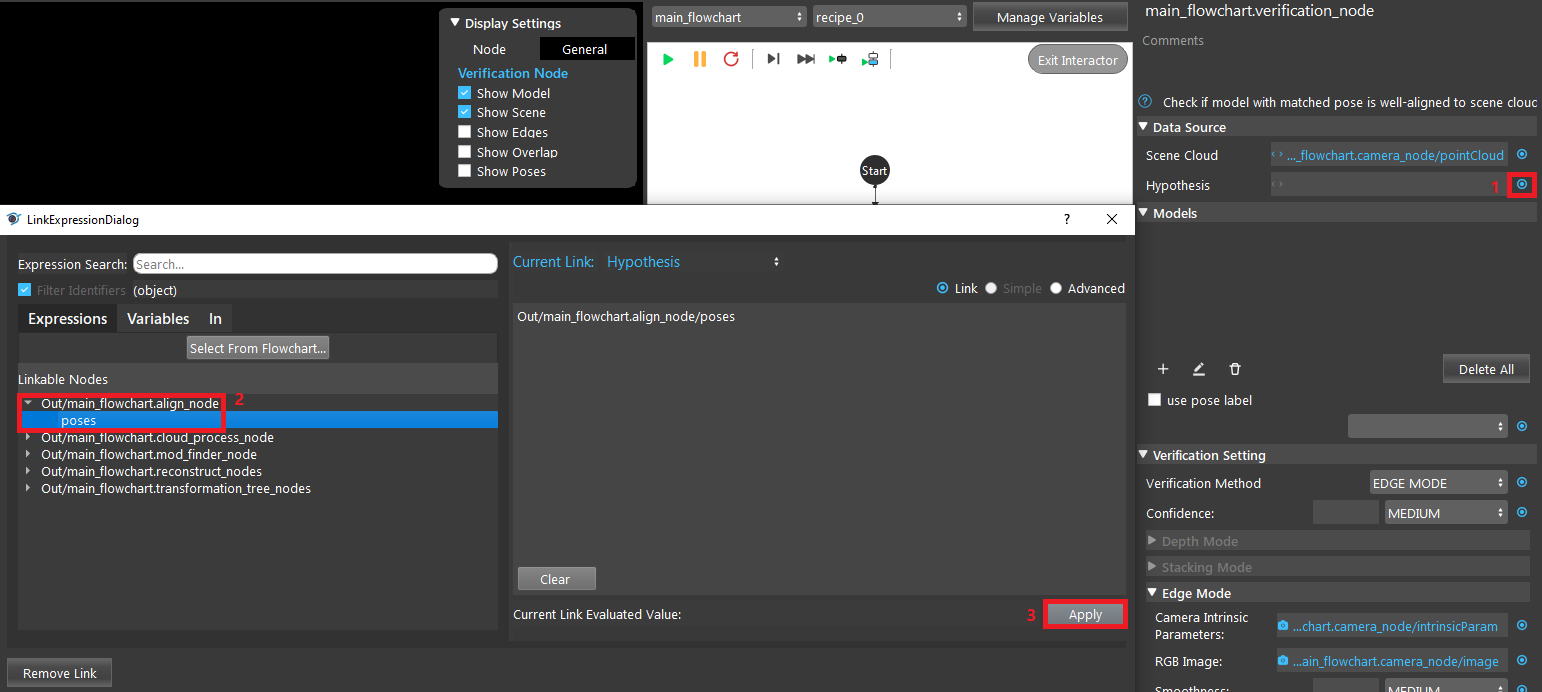 Display Settings
Node
General
Verification Node
Show Model
Show Scene
Show Edges
Show Overlap
Show Poses
main_flowchart
recipe_0
Manage Variables
Exit Interactor
Start
main_flowchart.verification_node
Comments
Check if model with matched pose is well-aligned to scene cloud
Data Source
Scene Cloud
..._flowchart.camera_node/pointCloud
Hypothesis
1
Models
Delete All
use pose label
Verification Setting
Verification Method
EDGE MODE
Confidence:
MEDIUM
Depth Mode
Stacking Mode
Edge Mode
Camera Intrinsic
Parameters:
...chart.camera_node/intrinsicParam
RGB Image:
...ain_flowchart.camera_node/image
Smoothness:
MEDIUM
LinkExpressionDialog
?
Expression Search:
Search...
Filter Identifiers
(object)
Expressions
Variables
In
Select From Flowchart...
Linkable Nodes
Out/main_flowchart.align_node
2
poses
Out/main_flowchart.cloud_process_node
Out/main_flowchart.mod_finder_node
Out/main_flowchart.reconstruct_nodes
Out/main_flowchart.transformation_tree_nodes
Remove Link
Current Link:
Hypothesis
Link
Simple
Advanced
Out/main_flowchart.align_node/poses
Clear
Current Link Evaluated Value:
3
Apply